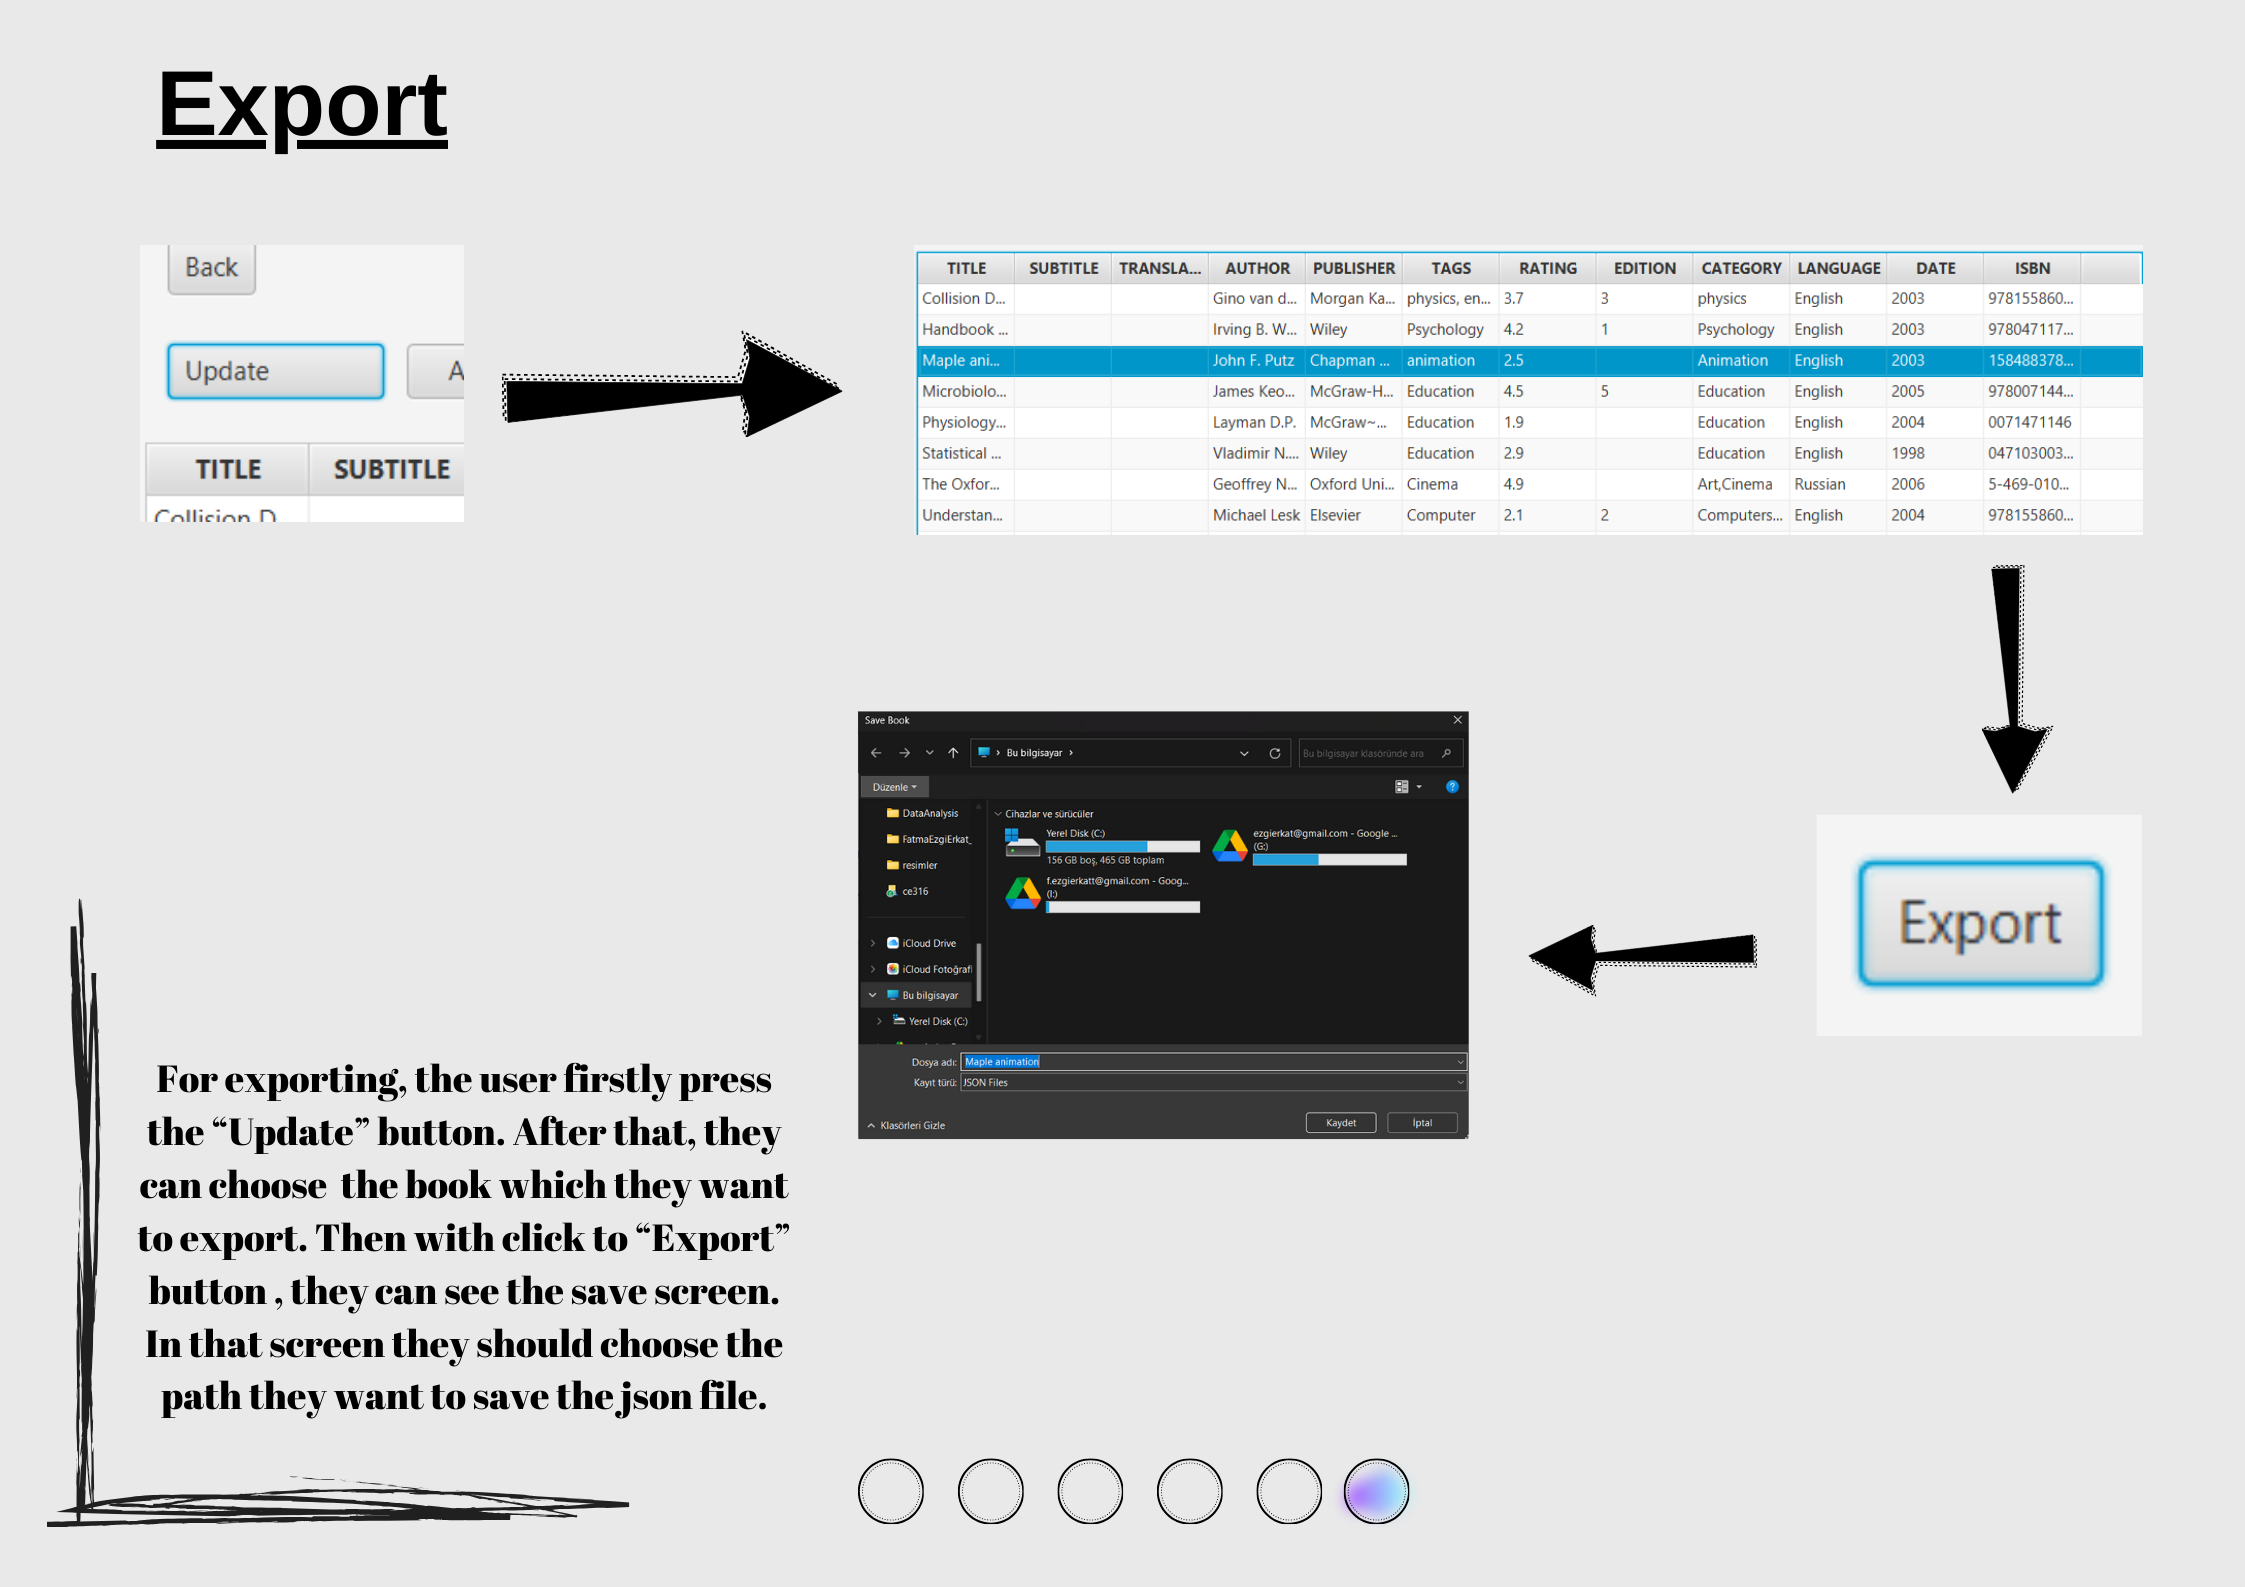 Export
Back
Update
A
TITLE SUBTITLE
Collision D
TITLE SUBTITLE TRANSLA... AUTHOR PUBLISHER TAGS RATING EDITION CATEGORY LANGUAGE DATE ISBN
Collision D... Gino van d... Morgan Ka... physics, en... 3.7 3 physics English 2003 978155860...
Handbook ... Irving B. W... Wiley Psychology 4.2 1 Psychology English 2003 978047117...
Maple ani... John F. Putz Chapman ... animation 2.5 Animation English 2003 158488378...
Microbiolo... James Keo... McGraw-H... Education 4.5 5 Education English 2005 978007144...
Physiology... Layman D.P. McGraw~... Education 1.9 Education English 2004 0071471146
Statistical ... Vladimir N.... Wiley Education 2.9 Education English 1998 047103003...
The Oxfor... Geoffrey N... Oxford Uni... Cinema 4.9 Art,Cinema Russian 2006 5-469-010...
Understan... Michael Lesk Elsevier Computer 2.1 2 Computers... English 2004 978155860...
Export
Save Book
Bu bilgisayar
Bu bilgisayar klasöründe ara
Düzenle
DataAnalysis
FatmaEzgiErkat_
resimler
ce316
iCloud Drive
iCloud Fotoğrafl
Bu bilgisayar
Yerel Disk (C:)
Cihazlar ve sürücüler
Yerel Disk (C:)
156 GB boş, 465 GB toplam
ezgierkat@gmail.com - Google ...
(G:)
f.ezgierkatt@gmail.com - Goog...
(I:)
Dosya adı: Maple animation
Kayıt türü: JSON Files
Klasörleri Gizle
Kaydet İptal
For exporting, the user firstly press
the “Update” button. After that, they
can choose the book which they want
to export. Then with click to “Export”
button , they can see the save screen.
In that screen they should choose the
path they want to save the json file.